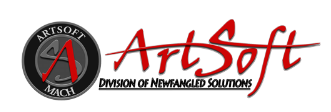 ARTSOFT
MACH
ArtSoft
DIVISION OF NEWFANGLED SOLUTIONS